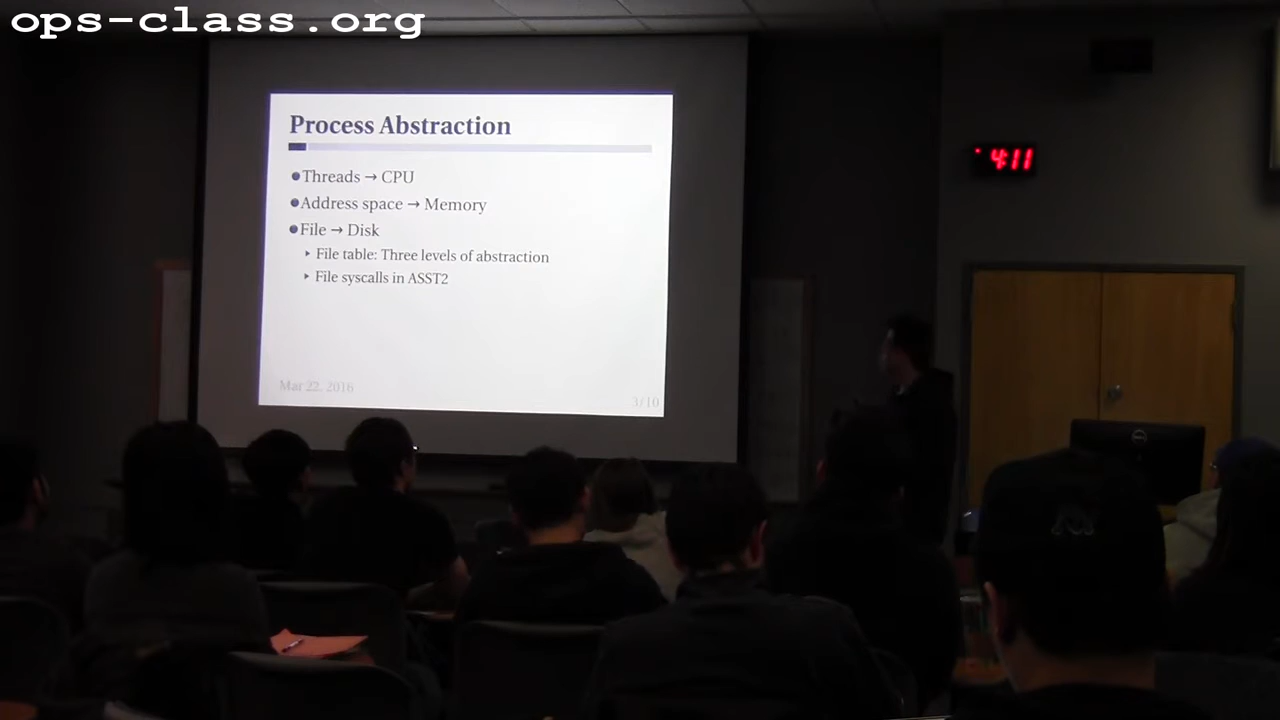 ops-class.org
Process Abstraction
Threads → CPU
Address space → Memory
File → Disk
File table: Three levels of abstraction
File syscalls in ASST2
Mar 22, 2016
3/10
4:11
DELL